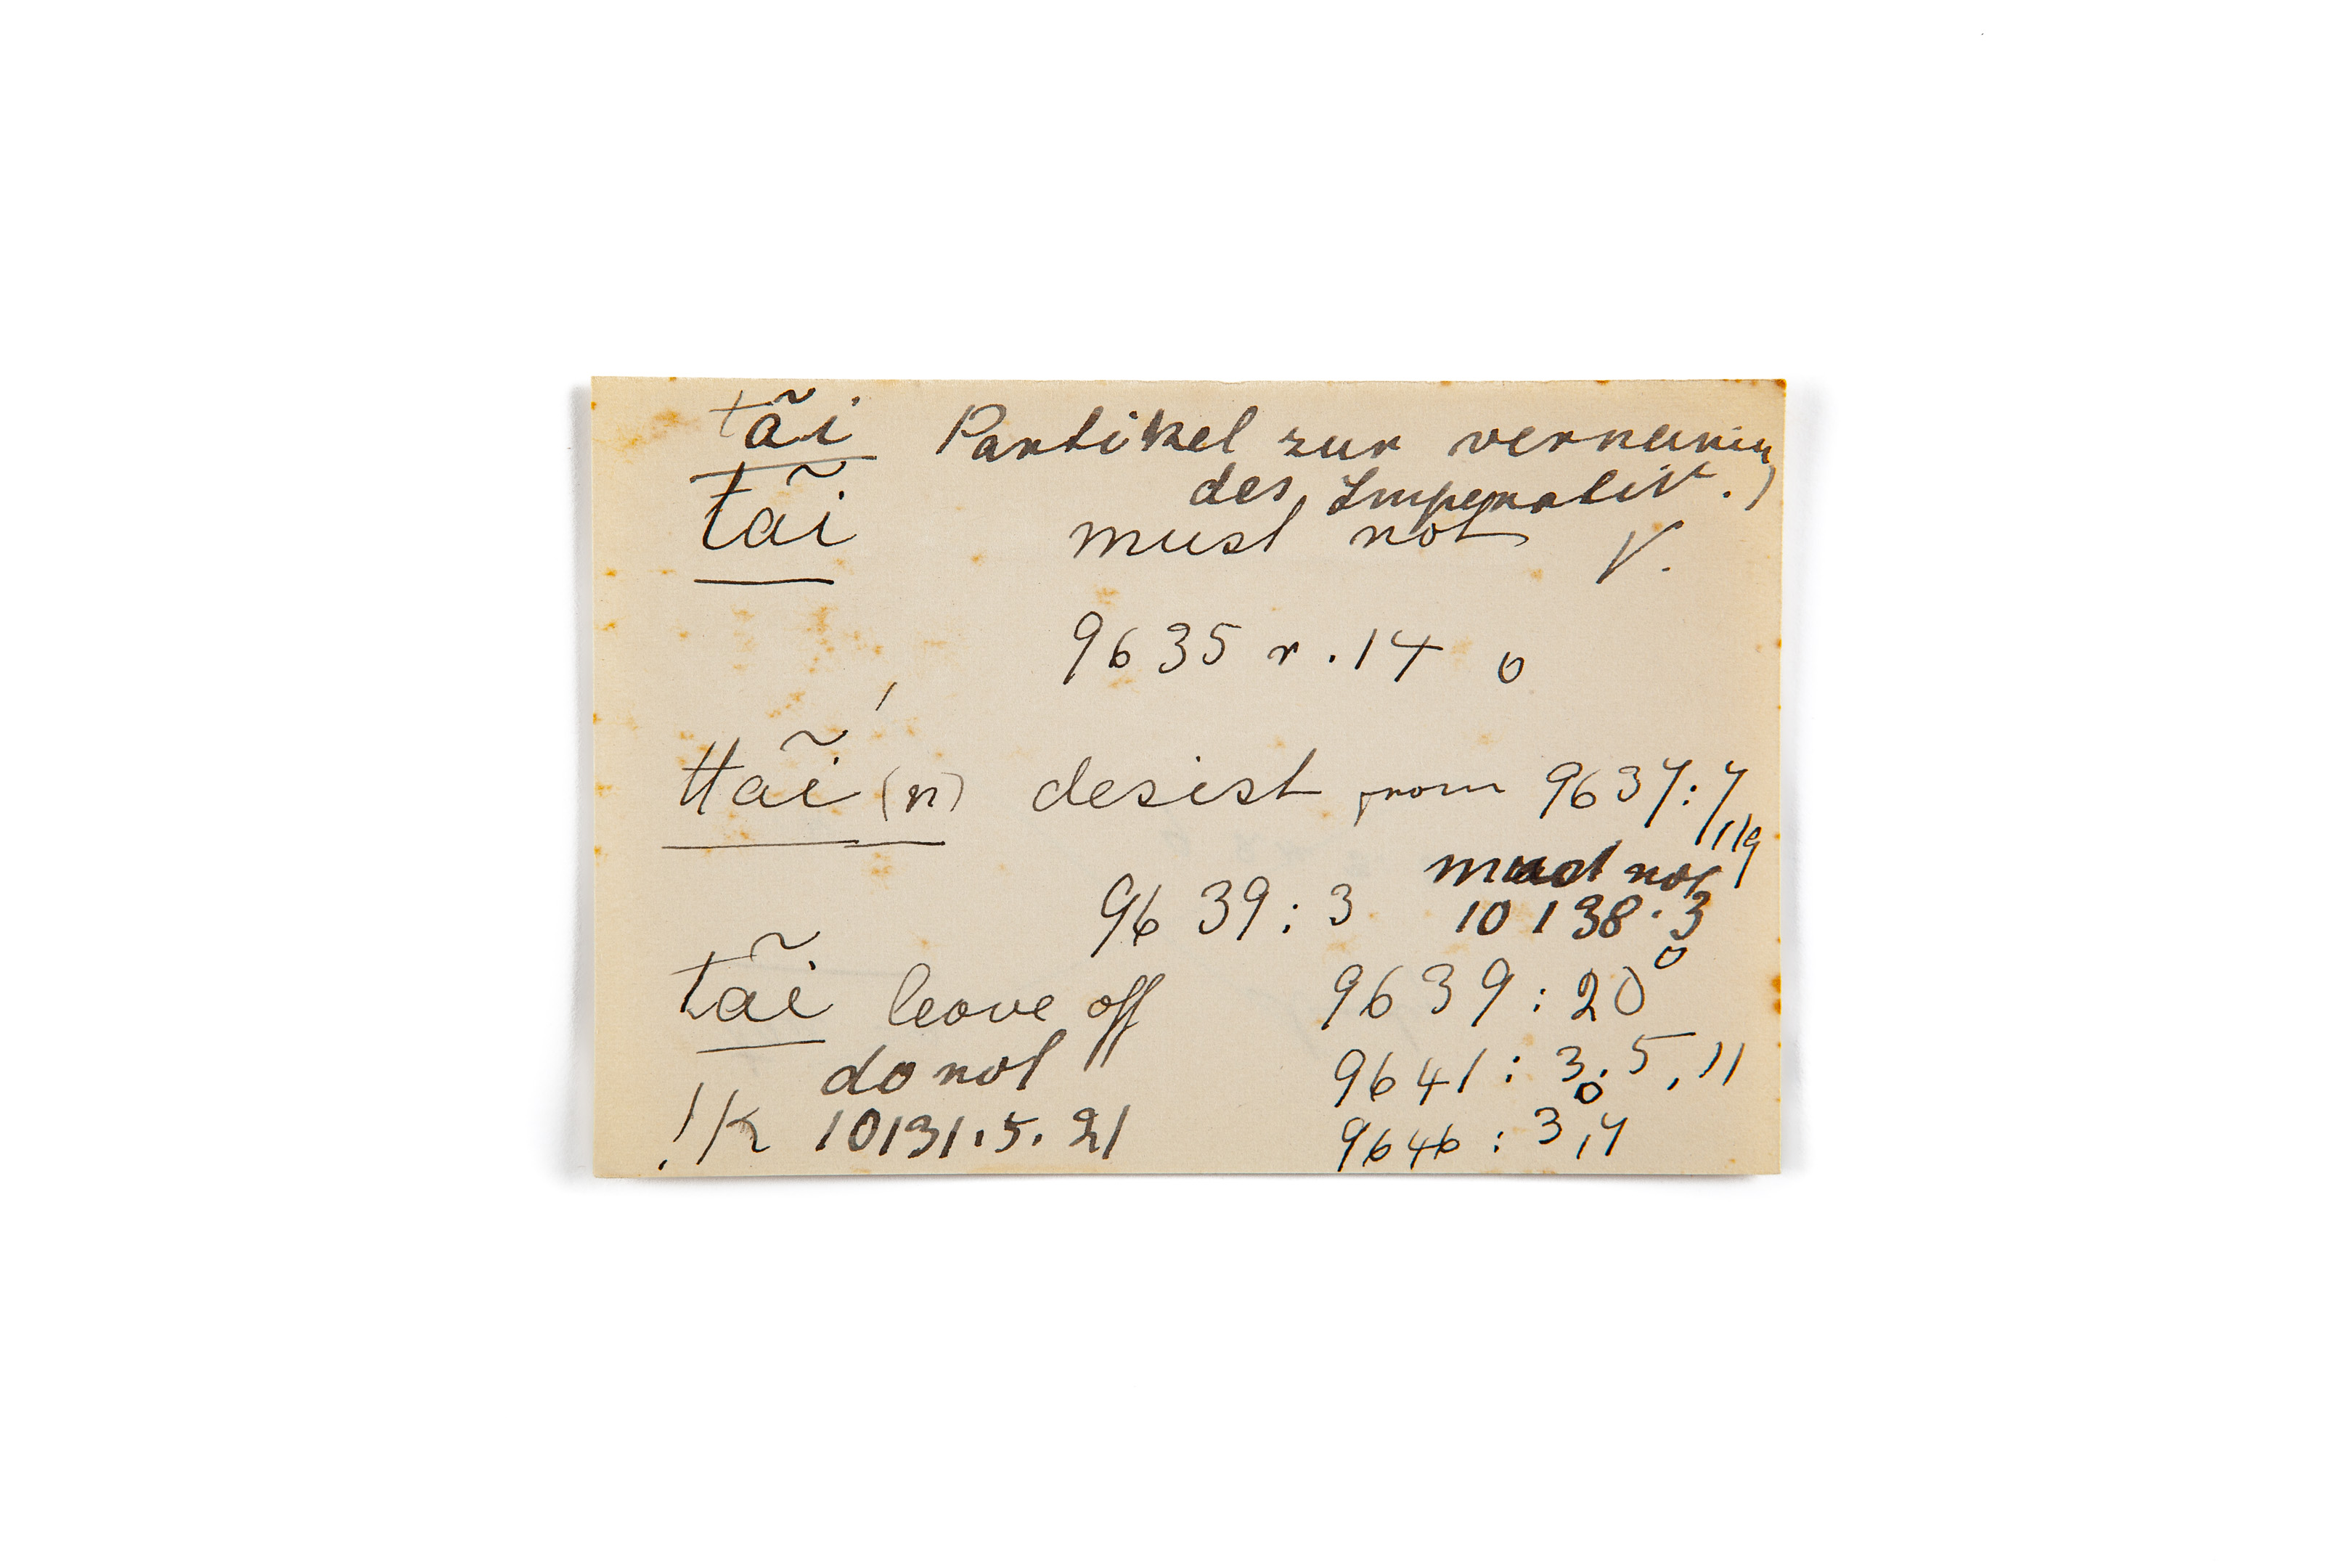 tãi Partikel zur verneinung
des Imperativ.
tãi must not V.
9635 r. 14 o
ttãi (n) desist from 9637:7
,119
must not
9639:3 10138.3
tãi leave off 9639:20
do not 9641:3.5,11
!k 10131.5.21 9646:3,7